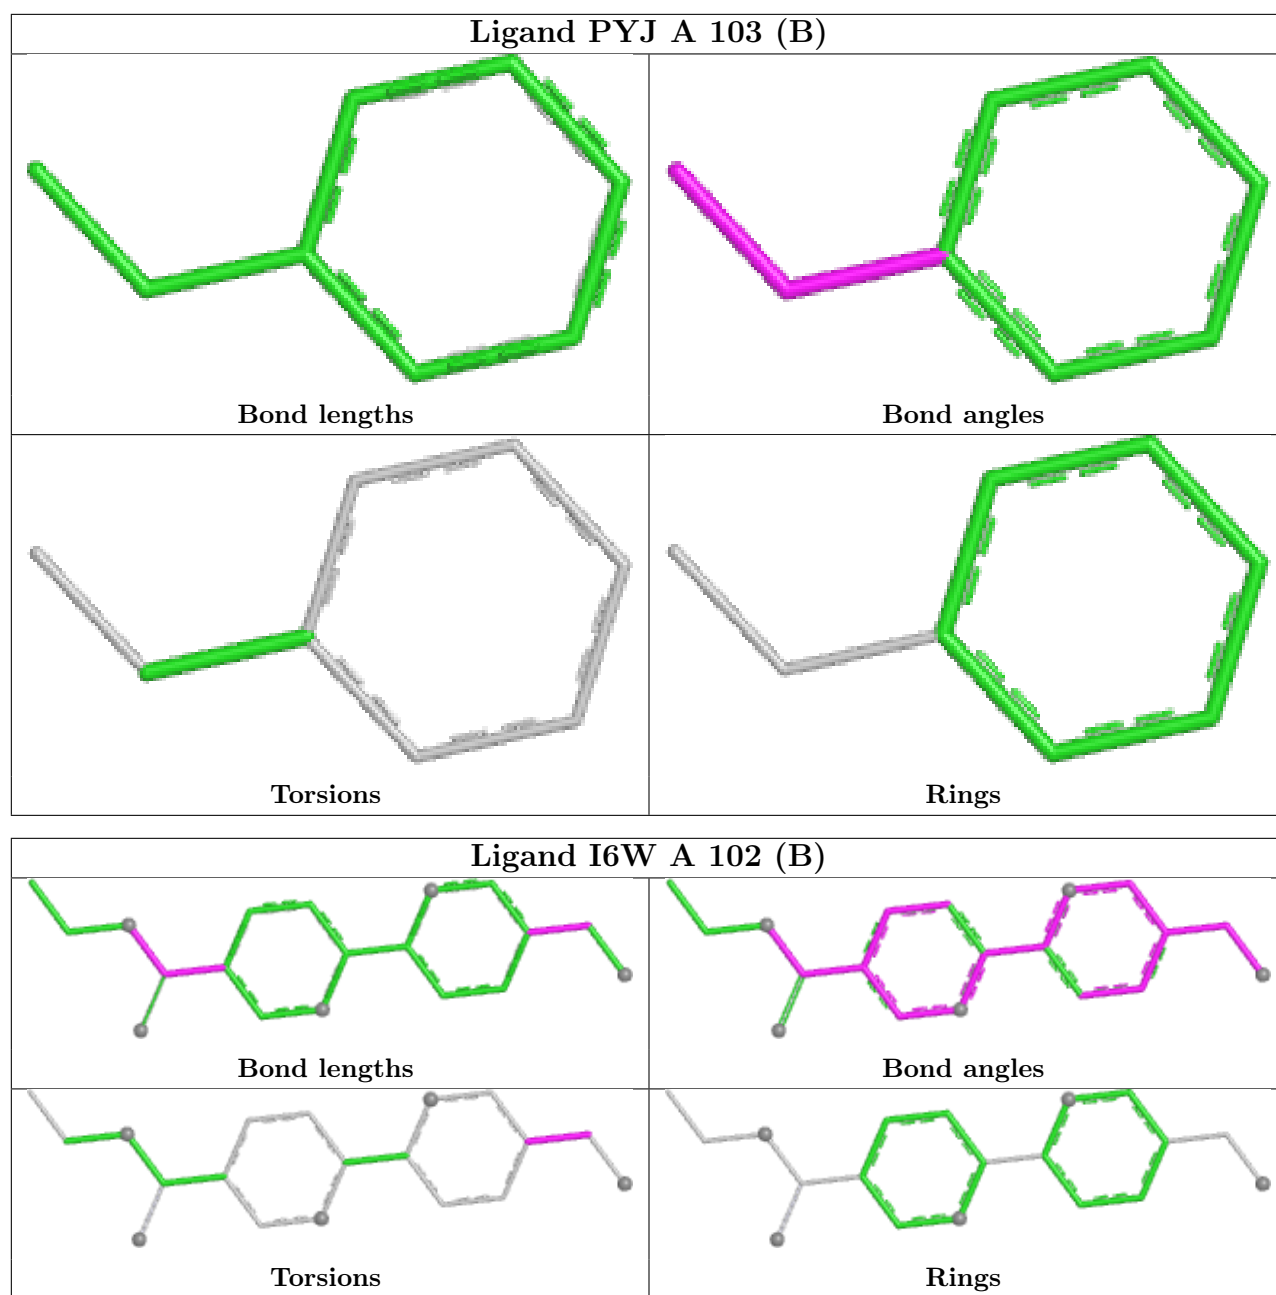 Ligand PYJ A 103 (B)
Bond lengths
Bond angles
Torsions
Rings
Ligand I6W A 102 (B)
Bond lengths
Bond angles
Torsions
Rings